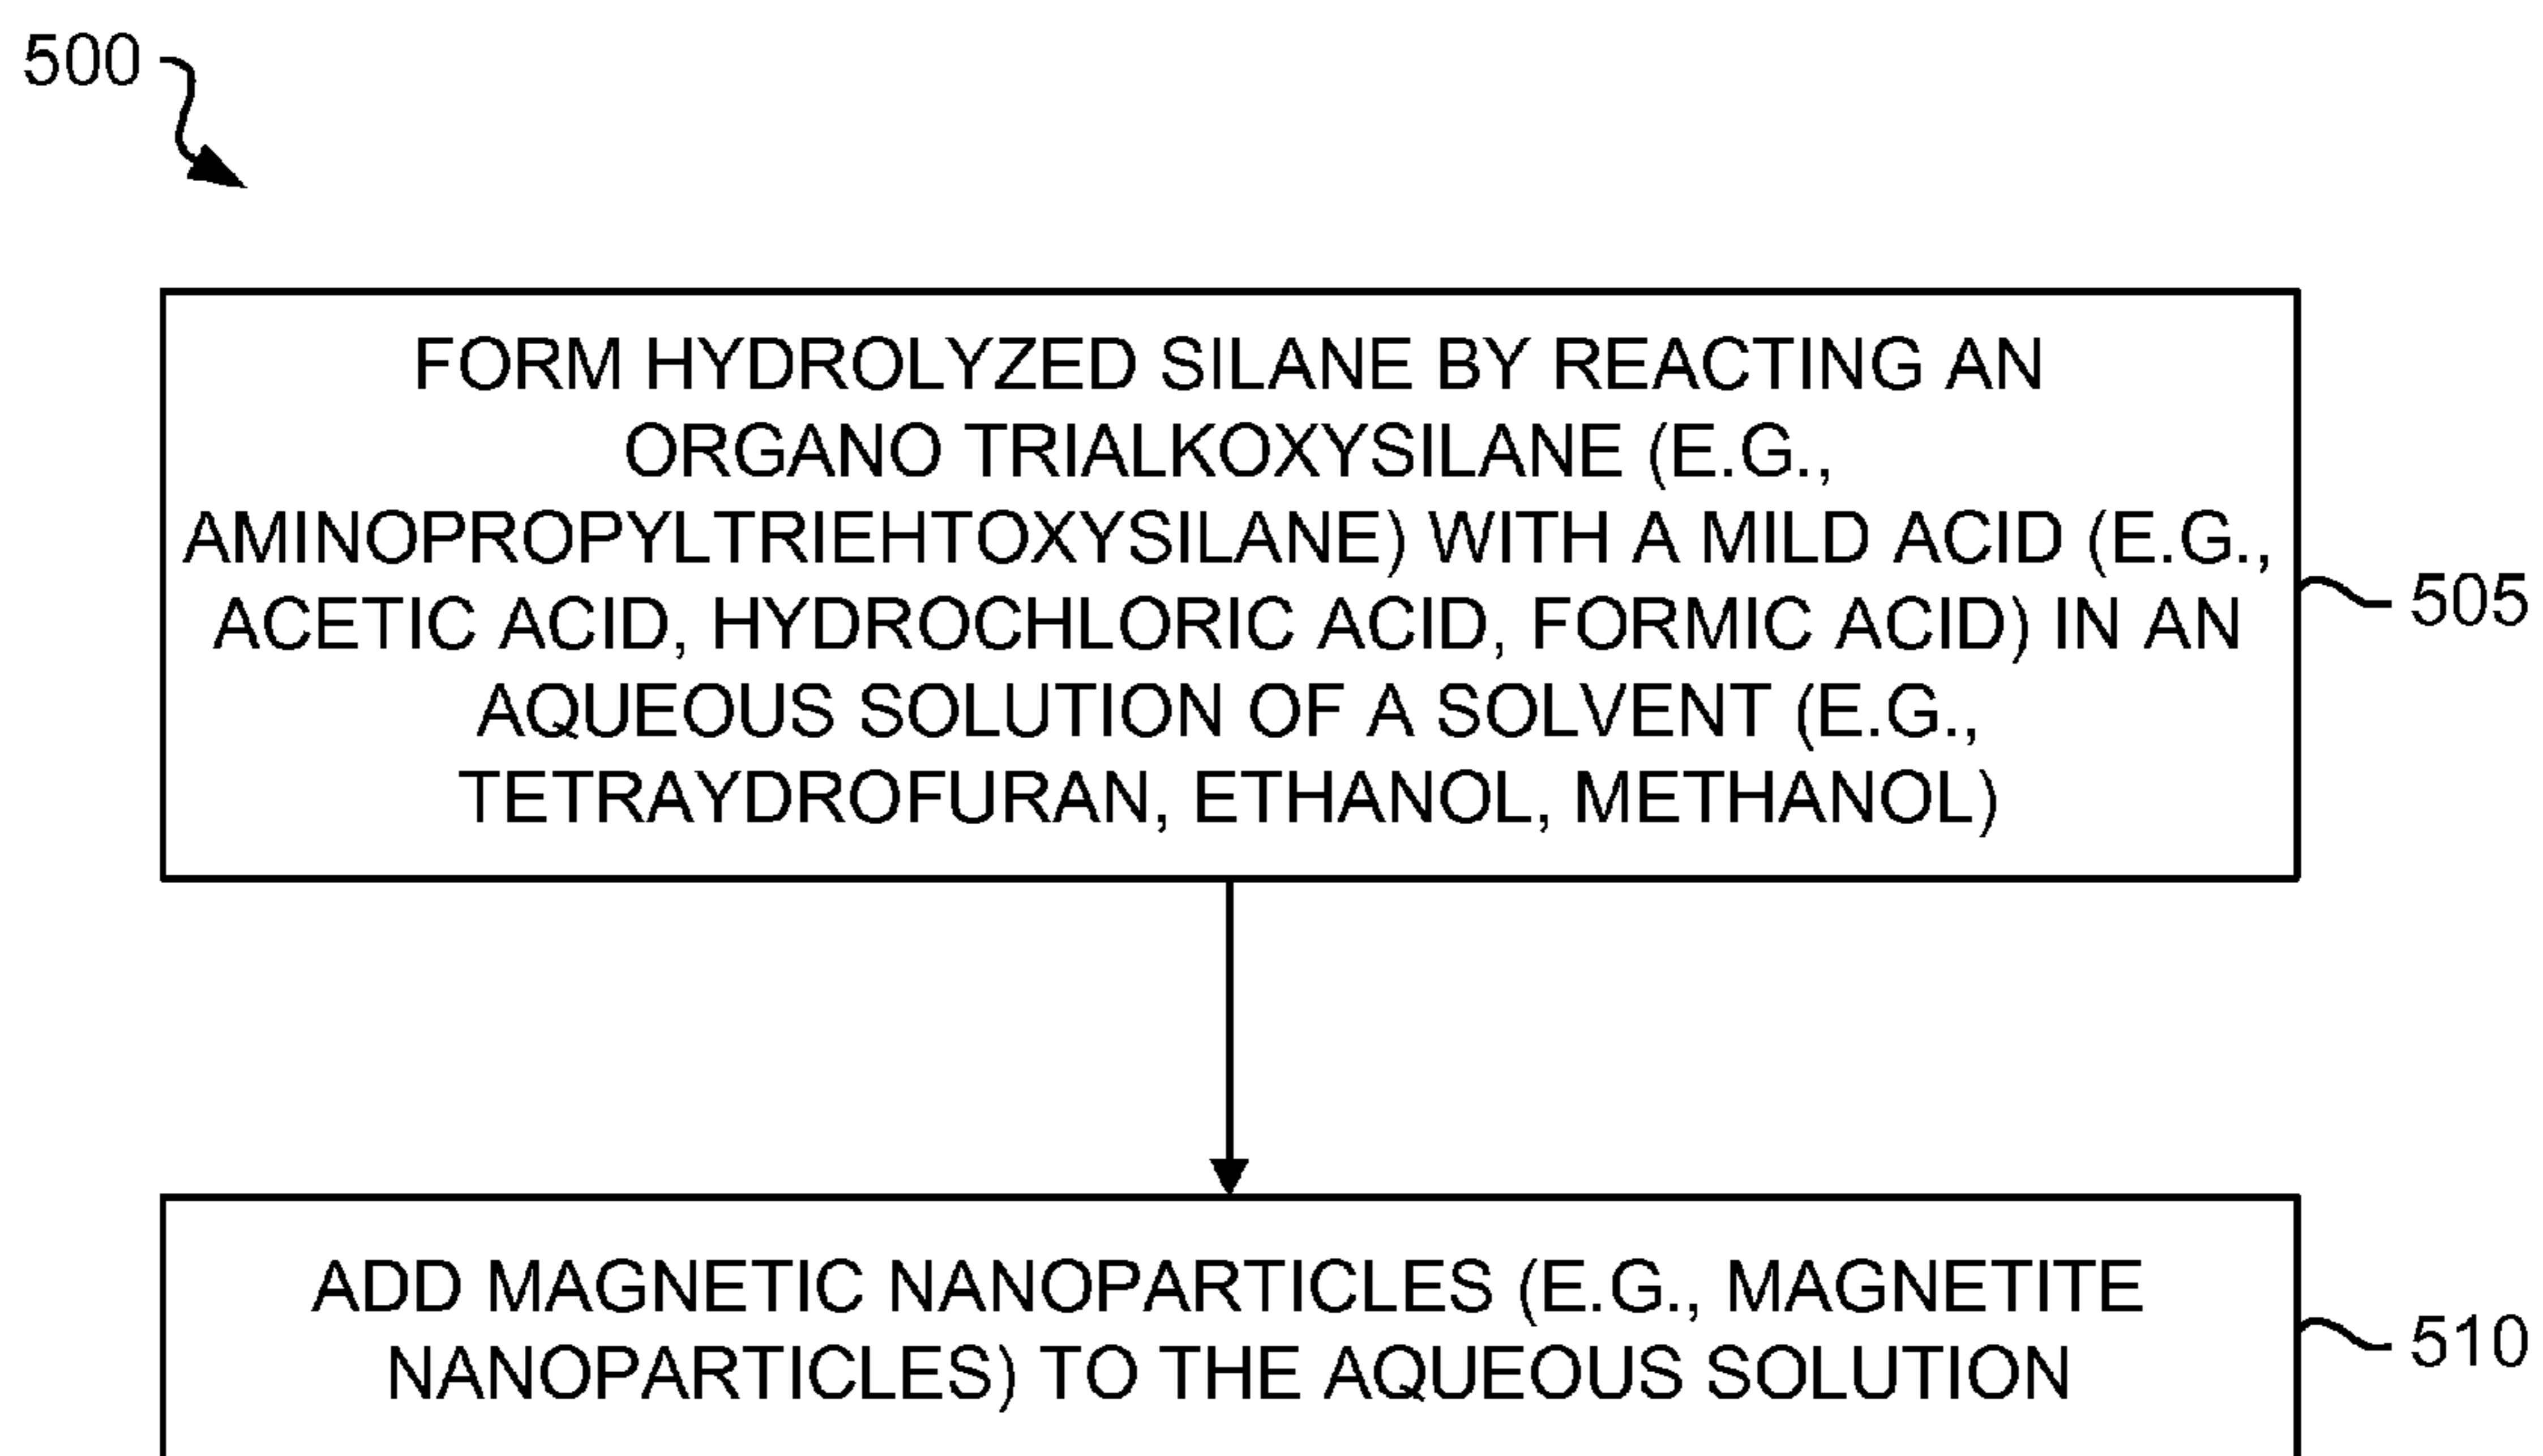 500
FORM HYDROLYZED SILANE BY REACTING AN
ORGANO TRIALKOXYSILANE (E.G.,
AMINOPROPYLTRIEHTOXYSILANE) WITH A MILD ACID (E.G.,
ACETIC ACID, HYDROCHLORIC ACID, FORMIC ACID) IN AN
AQUEOUS SOLUTION OF A SOLVENT (E.G.,
TETRAYDROFURAN, ETHANOL, METHANOL)
505
ADD MAGNETIC NANOPARTICLES (E.G., MAGNETITE
NANOPARTICLES) TO THE AQUEOUS SOLUTION
510